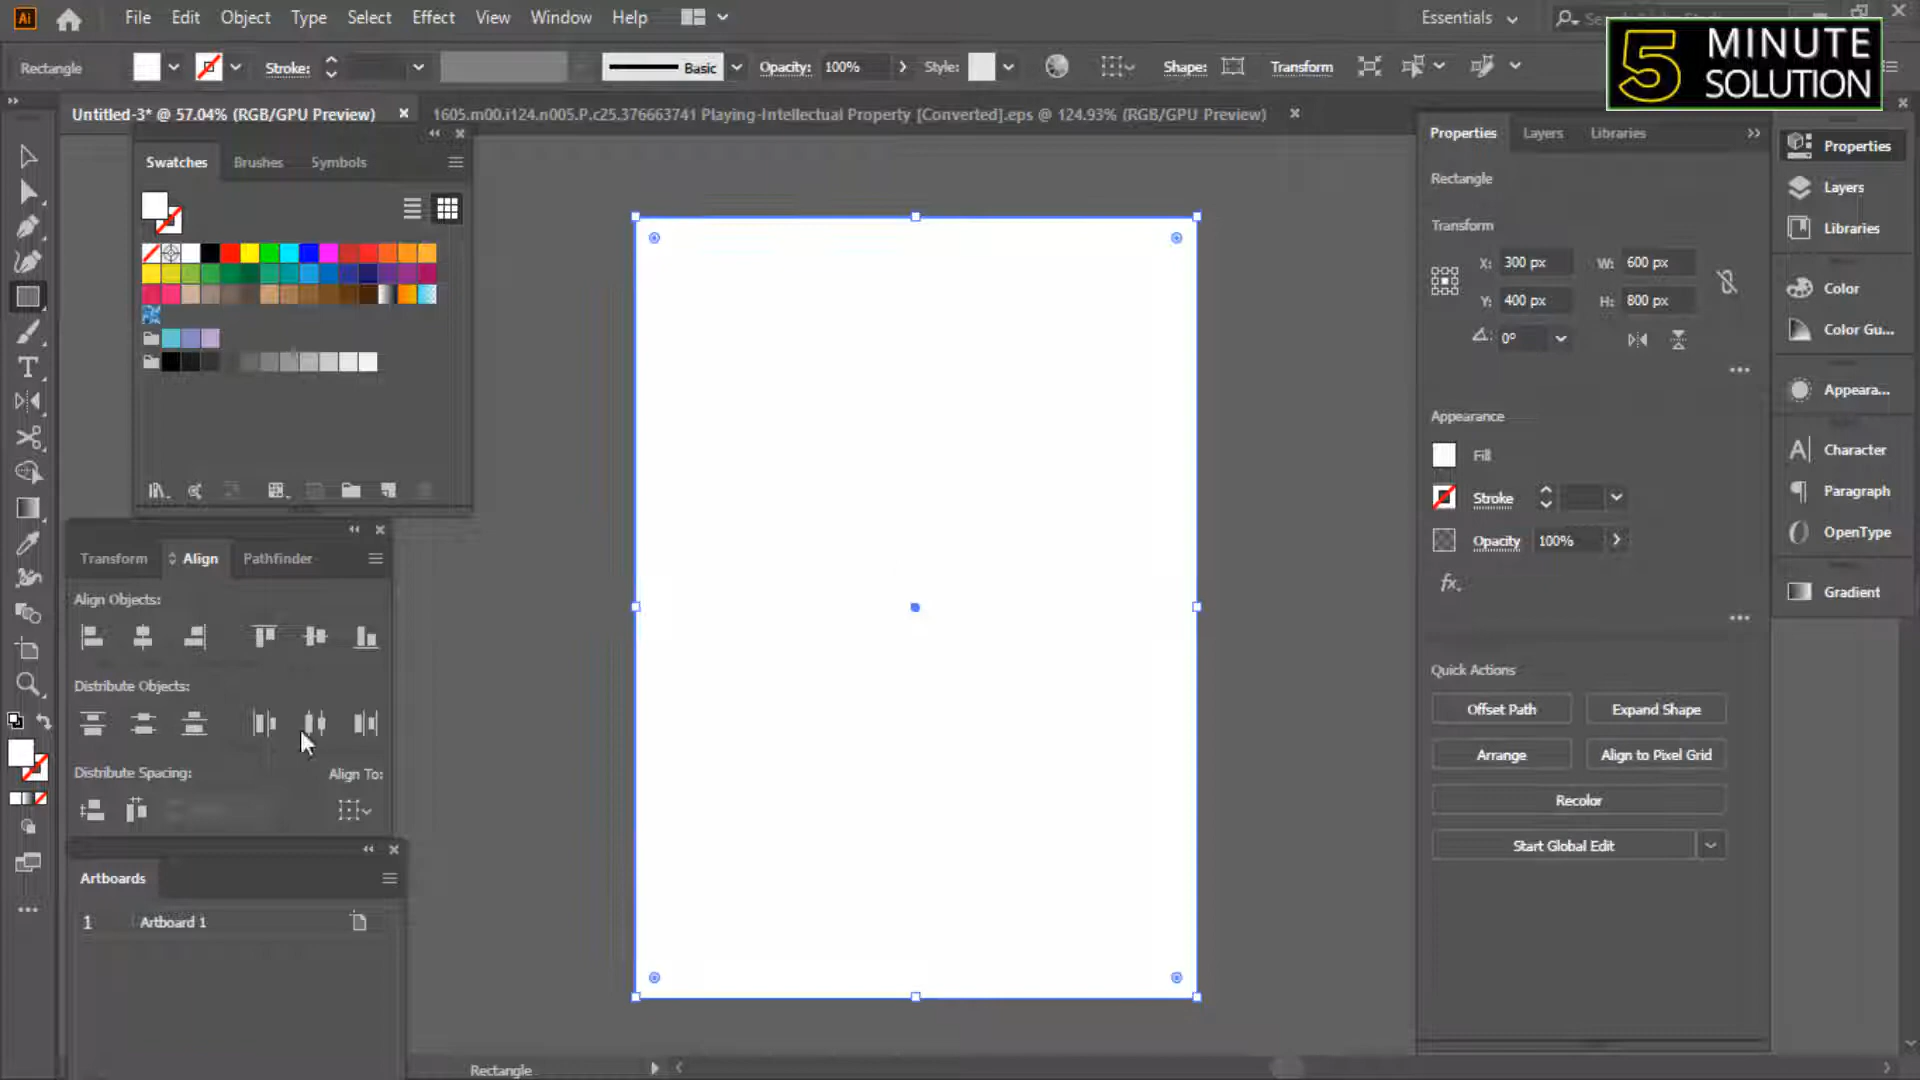 Ai File Edit Object Type Select Effect View Window Help Essentials
5 MINUTE SOLUTION
Rectangle Stroke: Basic Opacity: 100% Style: Shape: Transform
Untitled-3* @ 57.04% (RGB/GPU Preview) 1605.m00.i124.n005.P.c25.376663741 Playing-Intellectual Property [Converted].eps @ 124.93% (RGB/GPU Preview)
Swatches Brushes Symbols
Transform Align Pathfinder
Align Objects:
Distribute Objects:
Distribute Spacing: Align To:
Artboards
1 Artboard 1
Rectangle
Properties Layers Libraries
Rectangle
Transform
X: 300 px W: 600 px
Y: 400 px H: 800 px
0°
Appearance
Fill
Stroke
Opacity 100%
fx.
Quick Actions
Offset Path Expand Shape
Arrange Align to Pixel Grid
Recolor
Start Global Edit
Properties
Layers
Libraries
Color
Color Gu...
Appeara...
Character
Paragraph
OpenType
Gradient